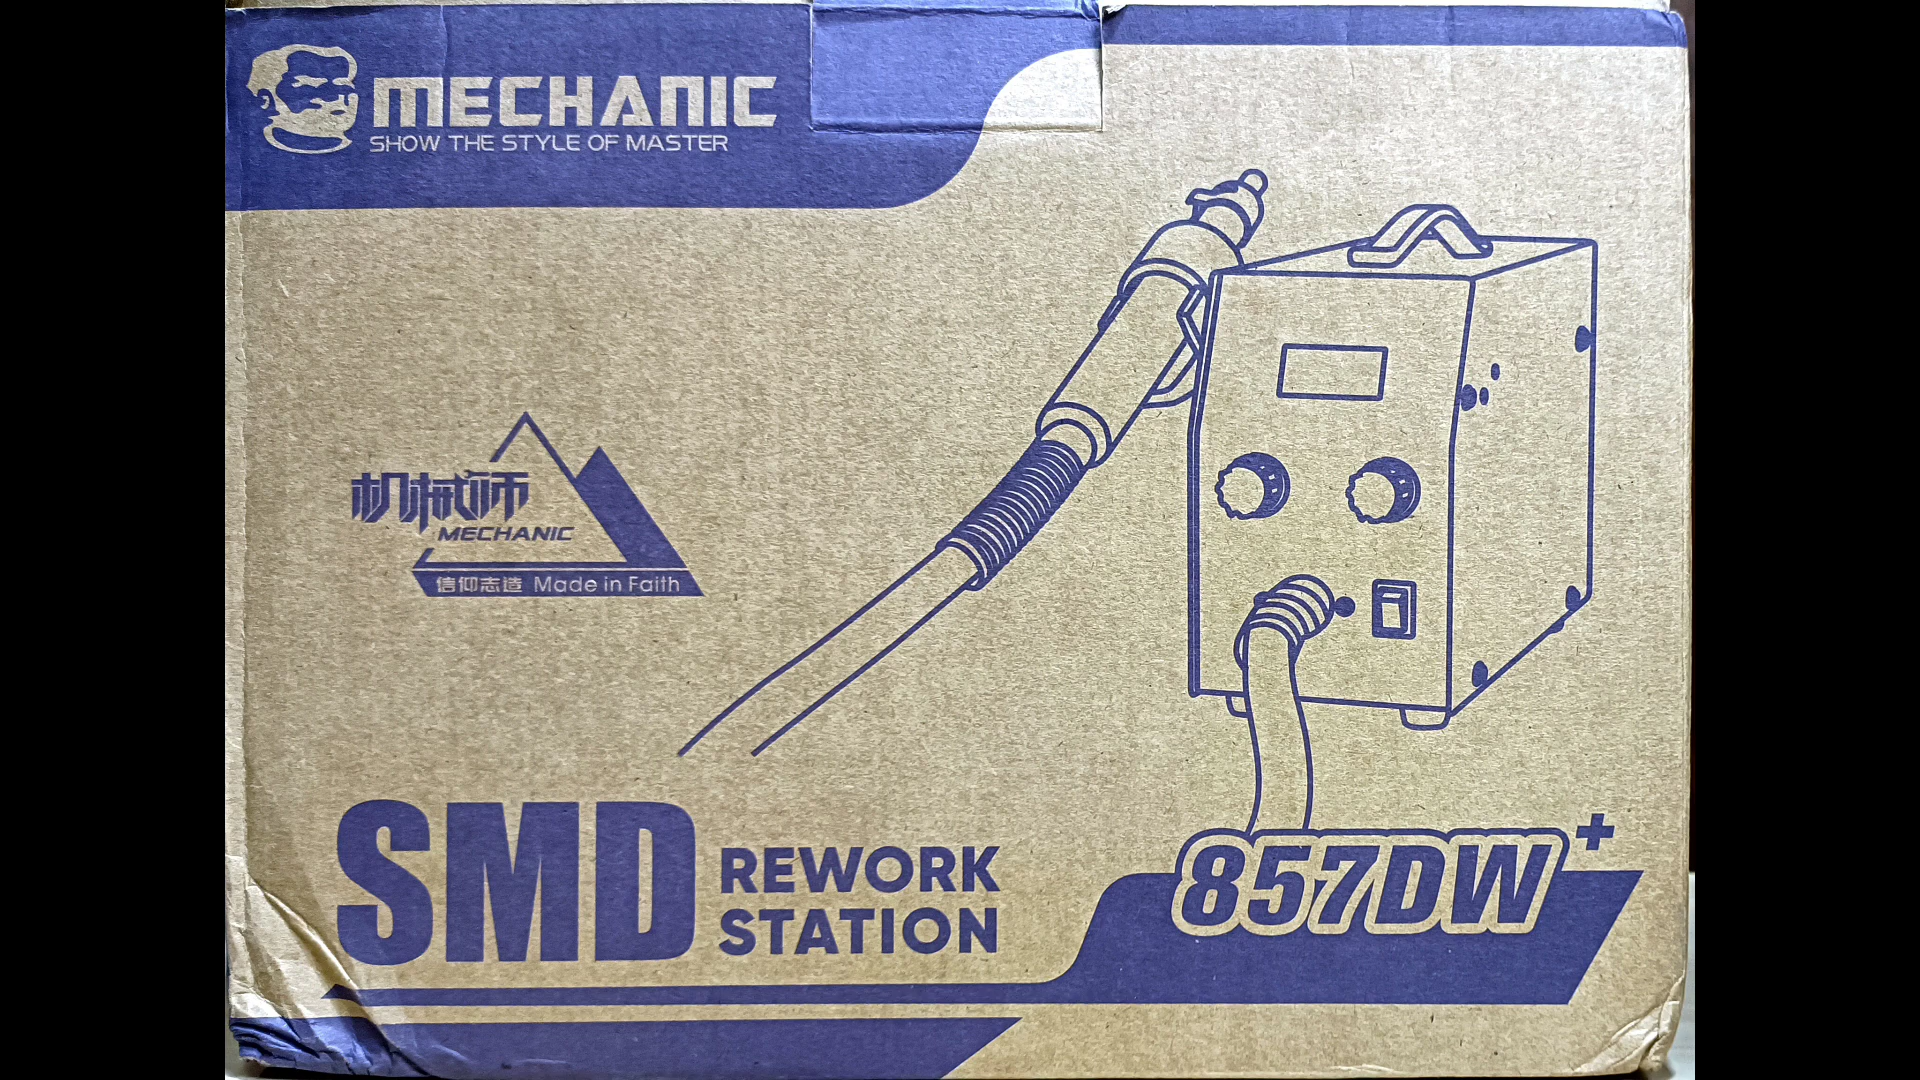 MECHANIC
SHOW THE STYLE OF MASTER
机械师
MECHANIC
信仰志造 Made in Faith
SMD
REWORK
STATION
857DW+